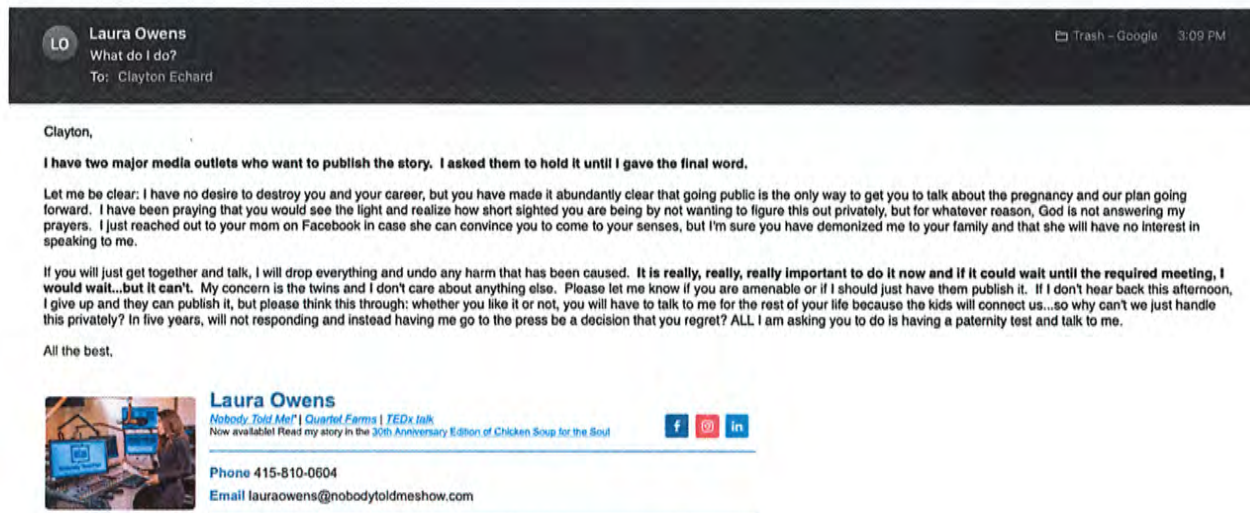 LO
Laura Owens
Trash - Google 3:09 PM
What do I do?
To: Clayton Echard
Clayton,
I have two major media outlets who want to publish the story. I asked them to hold it until I gave the final word.
Let me be clear: I have no desire to destroy you and your career, but you have made it abundantly clear that going public is the only way to get you to talk about the pregnancy and our plan going
forward. I have been praying that you would see the light and realize how short sighted you are being by not wanting to figure this out privately, but for whatever reason, God is not answering my
prayers. I just reached out to your mom on Facebook in case she can convince you to come to your senses, but I'm sure you have demonized me to your family and that she will have no interest in
speaking to me.
If you will just get together and talk, I will drop everything and undo any harm that has been caused. It is really, really, really important to do it now and if it could wait until the required meeting, I
would wait...but it can't. My concern is the twins and I don't care about anything else. Please let me know if you are amenable or if I should just have them publish it. If I don't hear back this afternoon,
I give up and they can publish it, but please think this through: whether you like it or not, you will have to talk to me for the rest of your life because the kids will connect us...so why can't we just handle
this privately? In five years, will not responding and instead having me go to the press be a decision that you regret? ALL I am asking you to do is having a paternity test and talk to me.
All the best,
Laura Owens
Nobody Told Me! | Quartet Farms | TEDx talk
Now available! Read my story in the 30th Anniversary Edition of Chicken Soup for the Soul
Phone 415-810-0604
Email lauraowens@nobodytoldmeshow.com